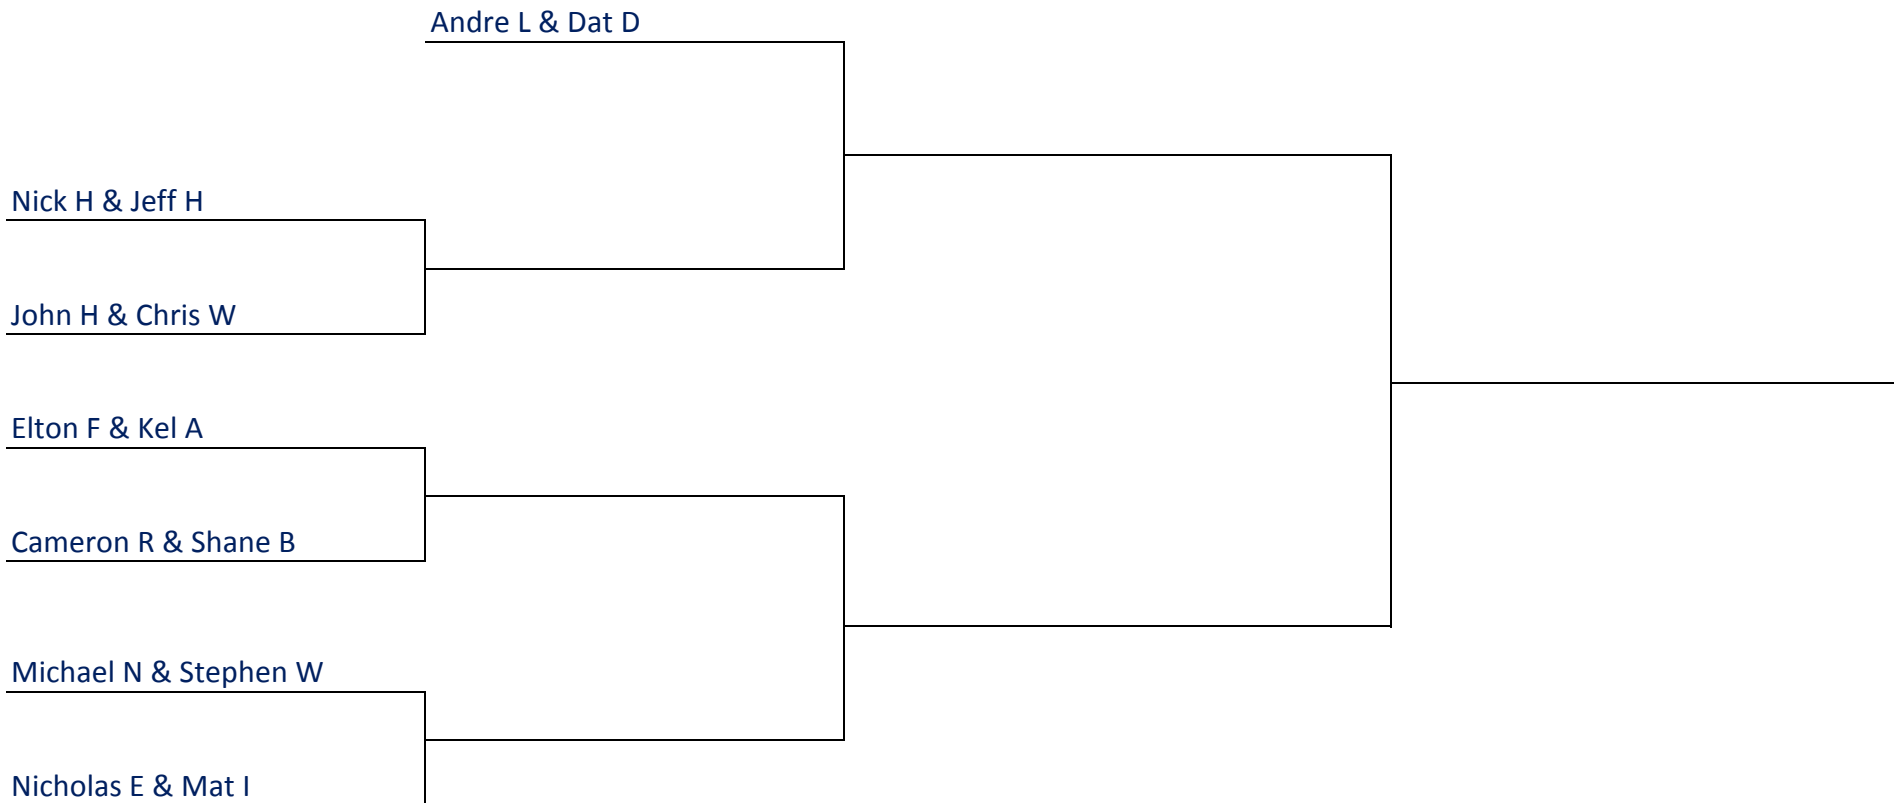 Andre L & Dat D
Nick H & Jeff H
John H & Chris W
Elton F & Kel A
Cameron R & Shane B
Michael N & Stephen W
Nicholas E & Mat I